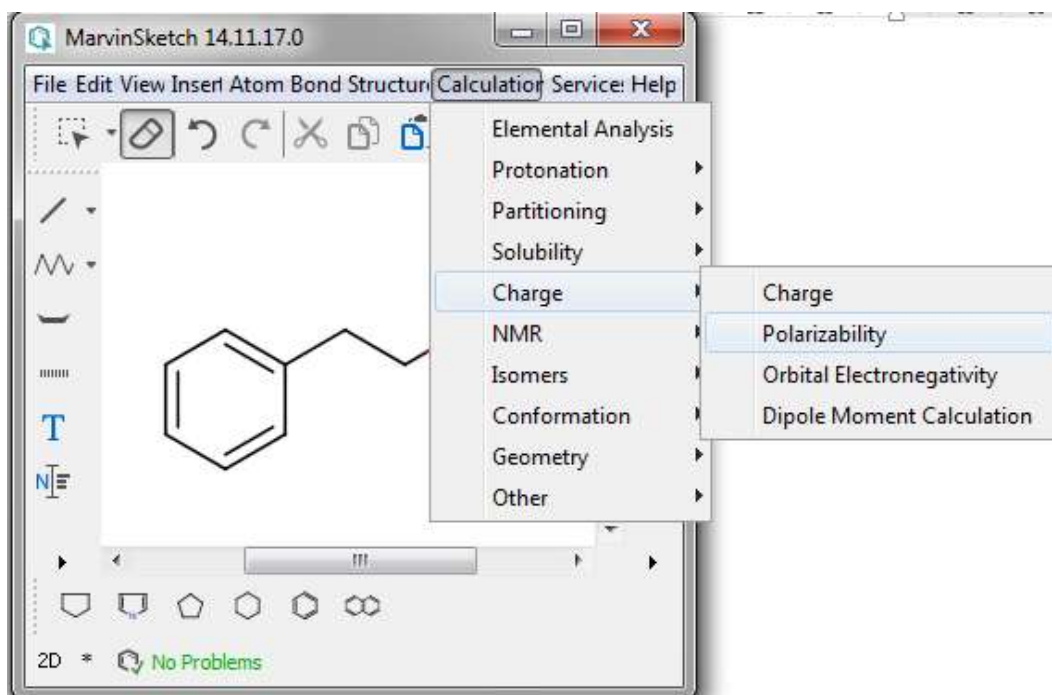 MarvinSketch 14.11.17.0
File Edit View Insert Atom Bond Structur Calculation Service: Help
Elemental Analysis
Protonation
Partitioning
Solubility
Charge
NMR
Isomers
Conformation
Geometry
Other
Charge
Polarizability
Orbital Electronegativity
Dipole Moment Calculation
T
N
2D * No Problems